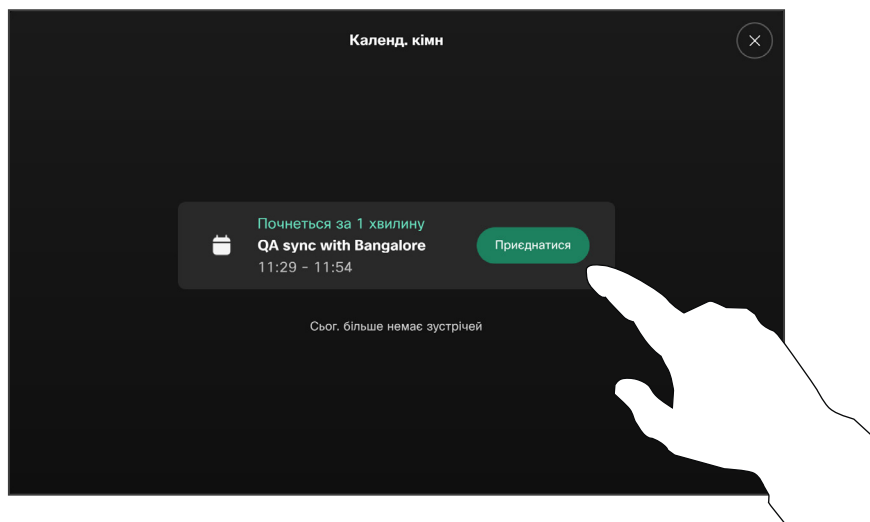 Календ. кімн
Почнеться за 1 хвилину
QA sync with Bangalore
11:29 - 11:54
Приєднатися
Сьог. більше немає зустрічей